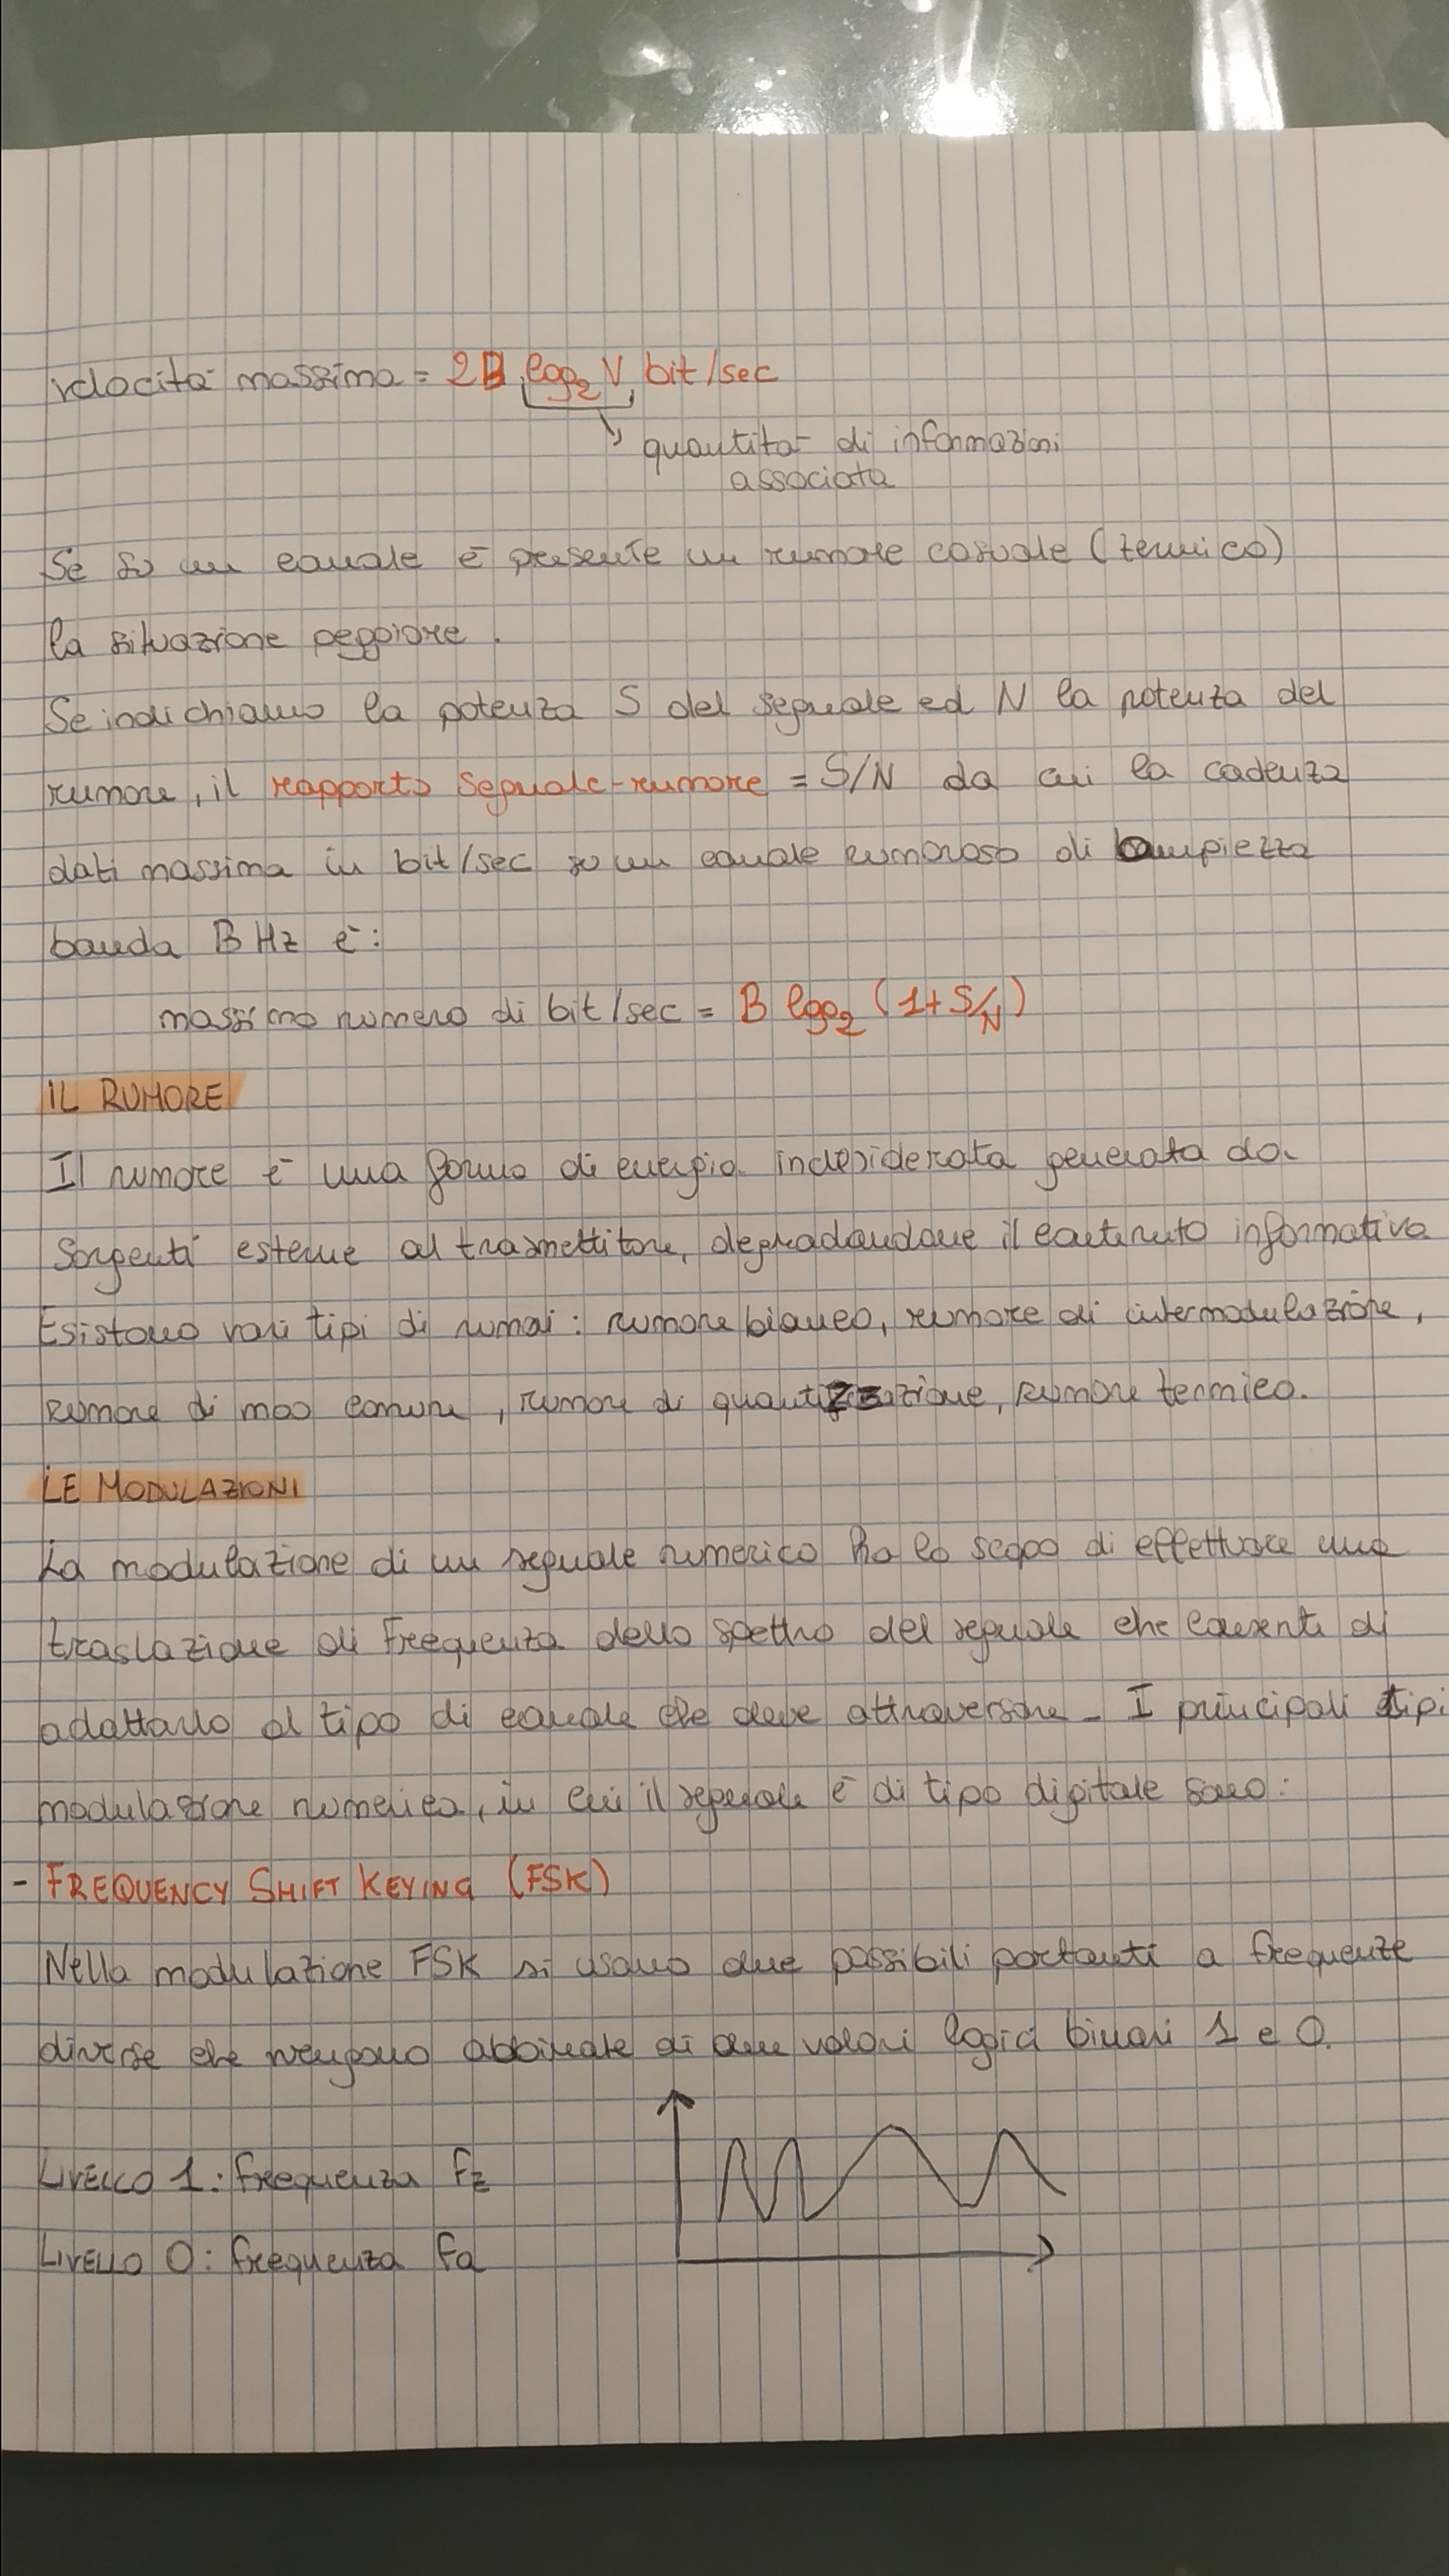 velocità massima = 2B log₂ V bit/sec
quantità di informazioni
associata
Se su un canale è presente un rumore casuale (termico)
la situazione peggiore.
Se indichiamo la potenza S del segnale ed N la potenza del
rumore, il rapporto segnale-rumore = S/N da cui la cadenza
dati massima in bit/sec su un canale rumoroso di ampiezza
banda B Hz è:
massimo numero di bit/sec = B log₂ (1+S/N)
IL RUMORE
Il rumore è una forma di energia indesiderata generata da
sorgenti esterne al trasmettitore, degradandone il contenuto informativo
Esistono vari tipi di rumori: rumore bianco, rumore di intermodulazione,
rumore di moo comune, rumore di quantizzazione, rumore termico.
LE MODULAZIONI
La modulazione di un segnale numerico ha lo scopo di effettuare una
traslazione di frequenza dello spettro del segnale che consente di
adattarlo al tipo di canale che deve attraversare. I principali tipi
modulazione numerica, in cui il segnale è di tipo digitale sono:
- FREQUENCY SHIFT KEYING (FSK)
Nella modulazione FSK si usano due possibili portanti a frequenze
diverse che vengono abbinate ai due valori logici binari 1 e 0.
LIVELLO 1: frequenza Fz
LIVELLO 0: frequenza Fa